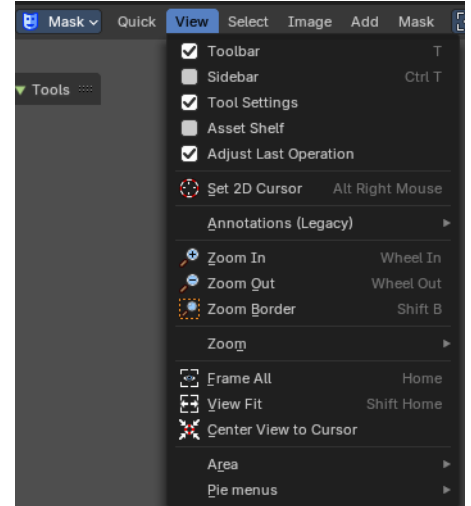 Mask Quick View Select Image Add Mask
Tools
Toolbar T
Sidebar Ctrl T
Tool Settings
Asset Shelf
Adjust Last Operation
Set 2D Cursor Alt Right Mouse
Annotations (Legacy)
Zoom In Wheel In
Zoom Out Wheel Out
Zoom Border Shift B
Zoom
Frame All Home
View Fit Shift Home
Center View to Cursor
Area
Pie menus